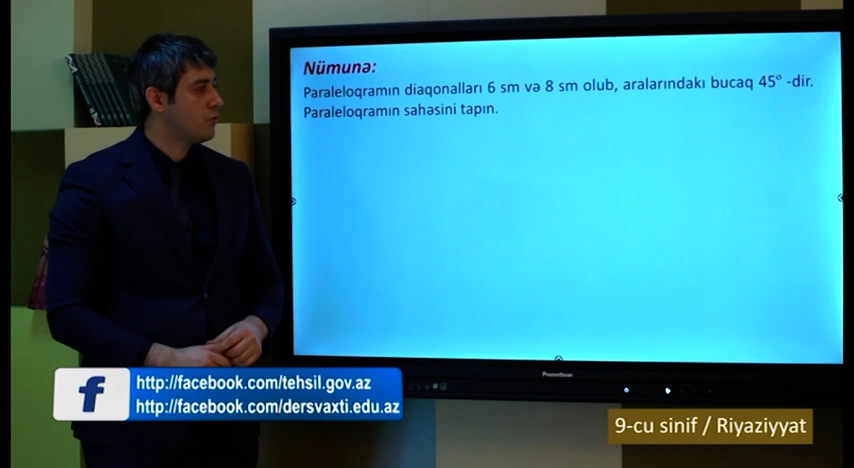 Nümunə:
Paraleloqramın diaqonalları 6 sm və 8 sm olub, aralarındakı bucaq 45° -dir.
Paraleloqramın sahəsini tapın.
Promethean
f
http://facebook.com/tehsil.gov.az
http://facebook.com/dersvaxti.edu.az
9-cu sinif / Riyaziyyat